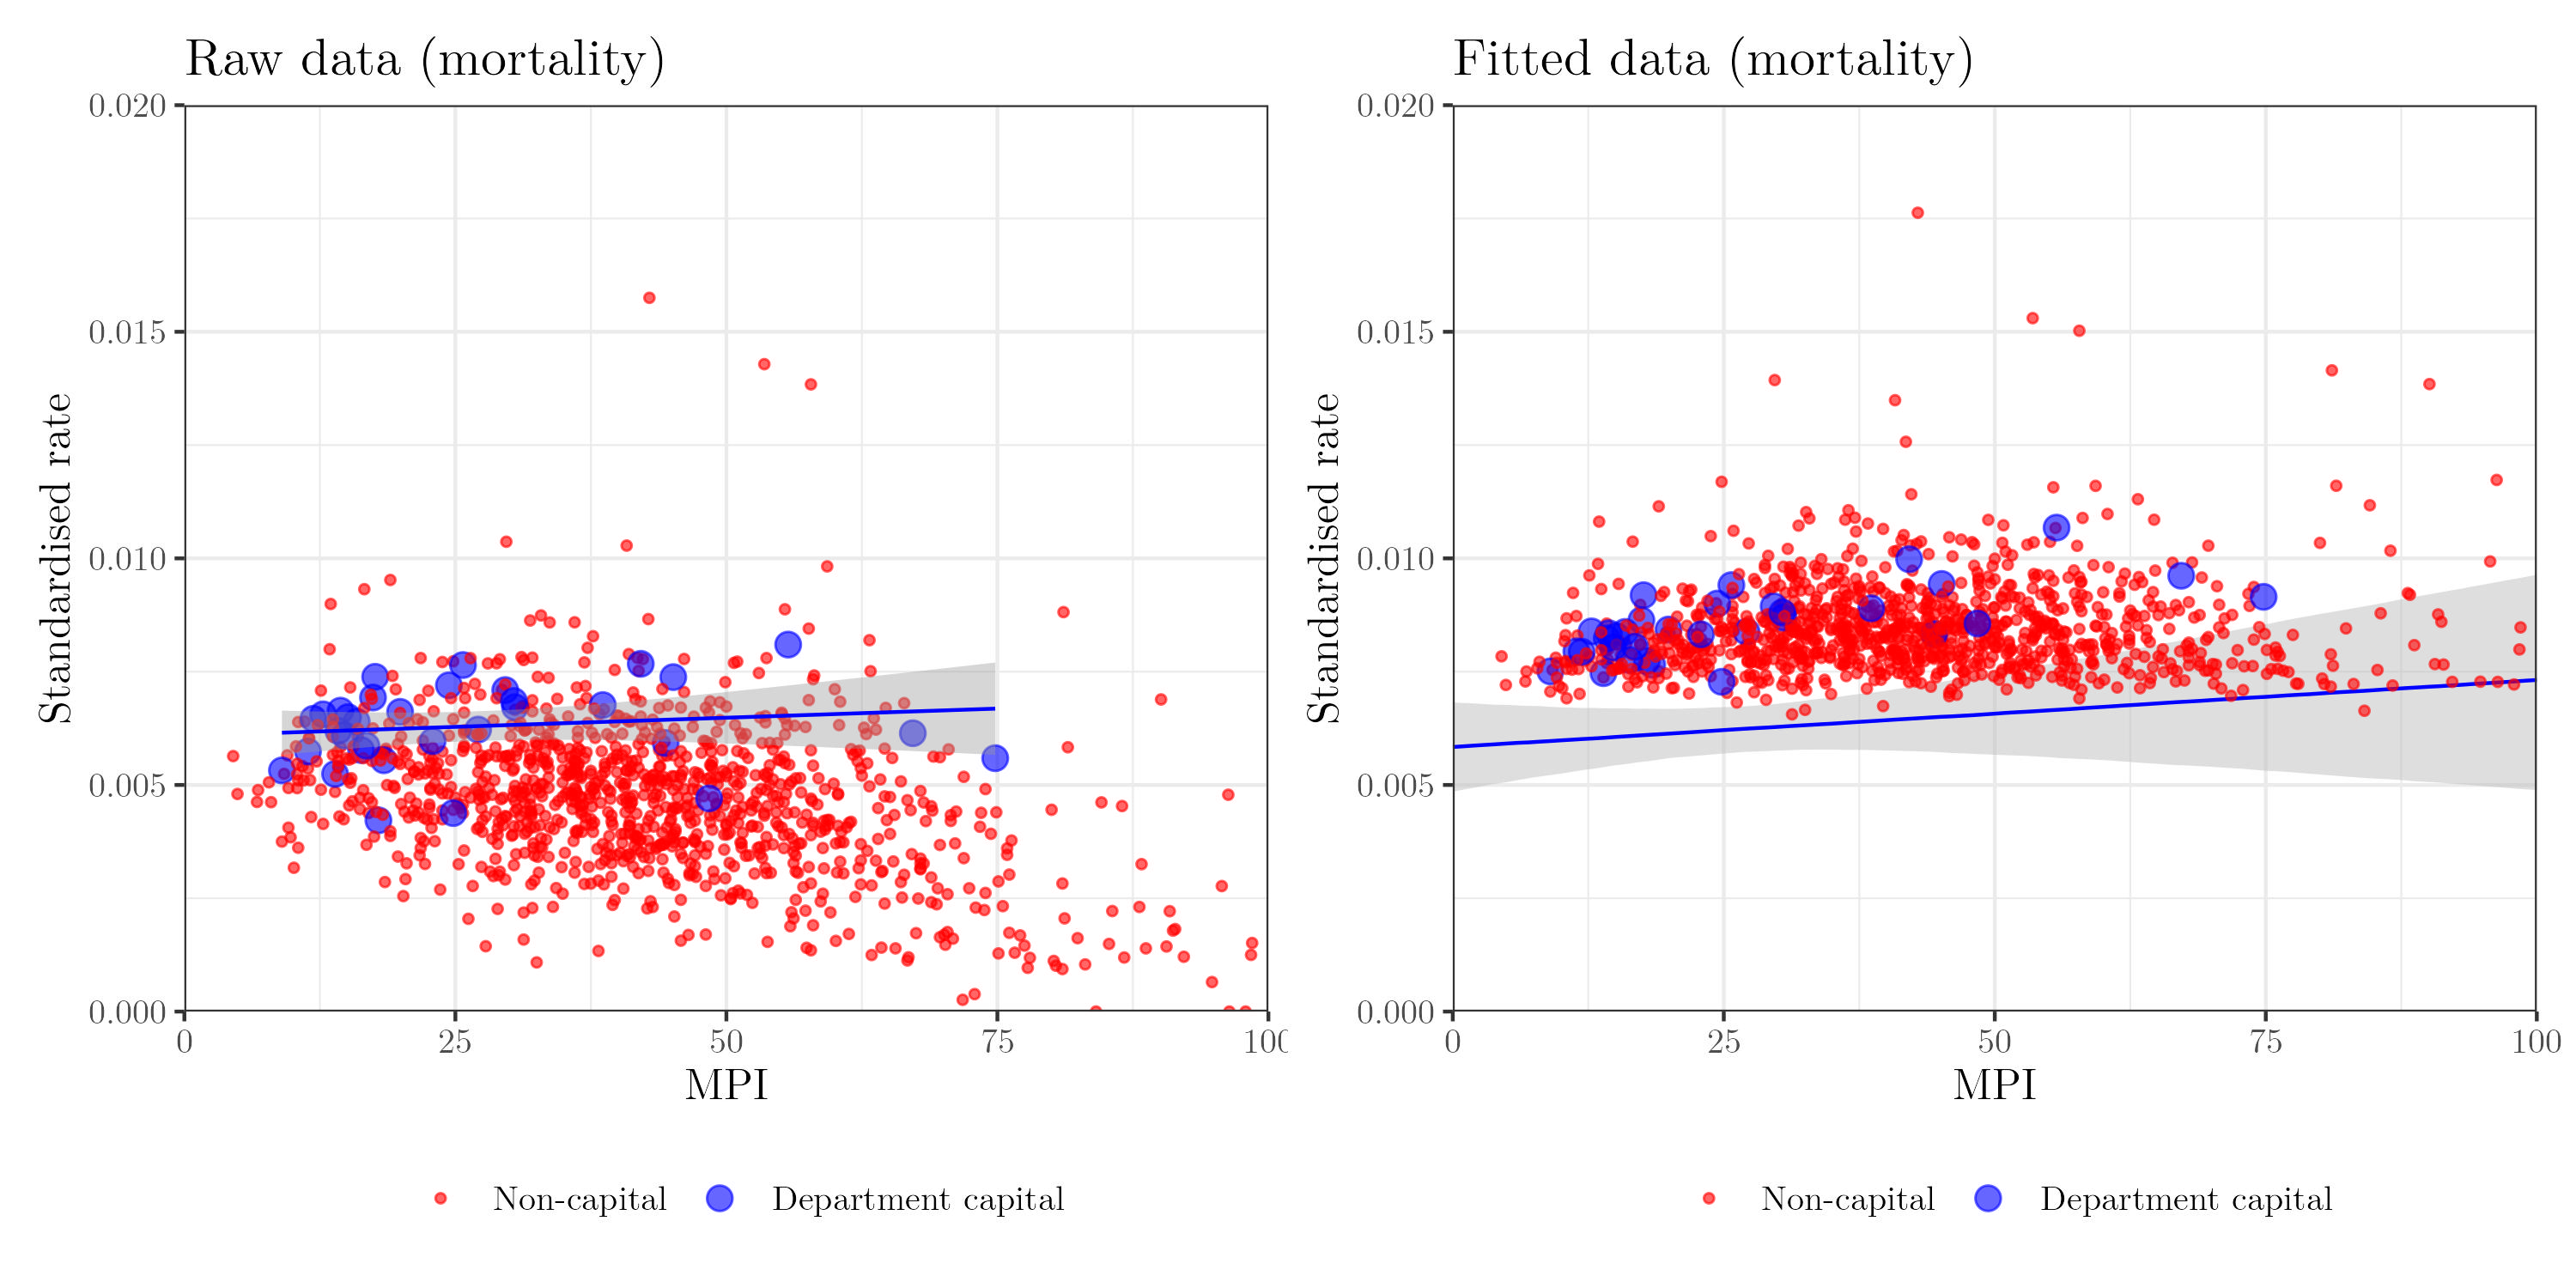 Raw data (mortality)
Standardised rate
0.020
0.015
0.010
0.005
0.000
0 25 50 75 100
MPI
Non-capital Department capital
Fitted data (mortality)
Standardised rate
0.020
0.015
0.010
0.005
0.000
0 25 50 75 100
MPI
Non-capital Department capital